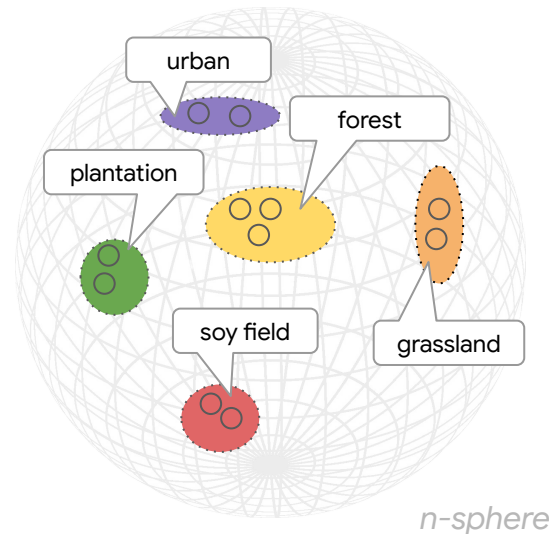 urban
forest
plantation
soy field
grassland
n-sphere